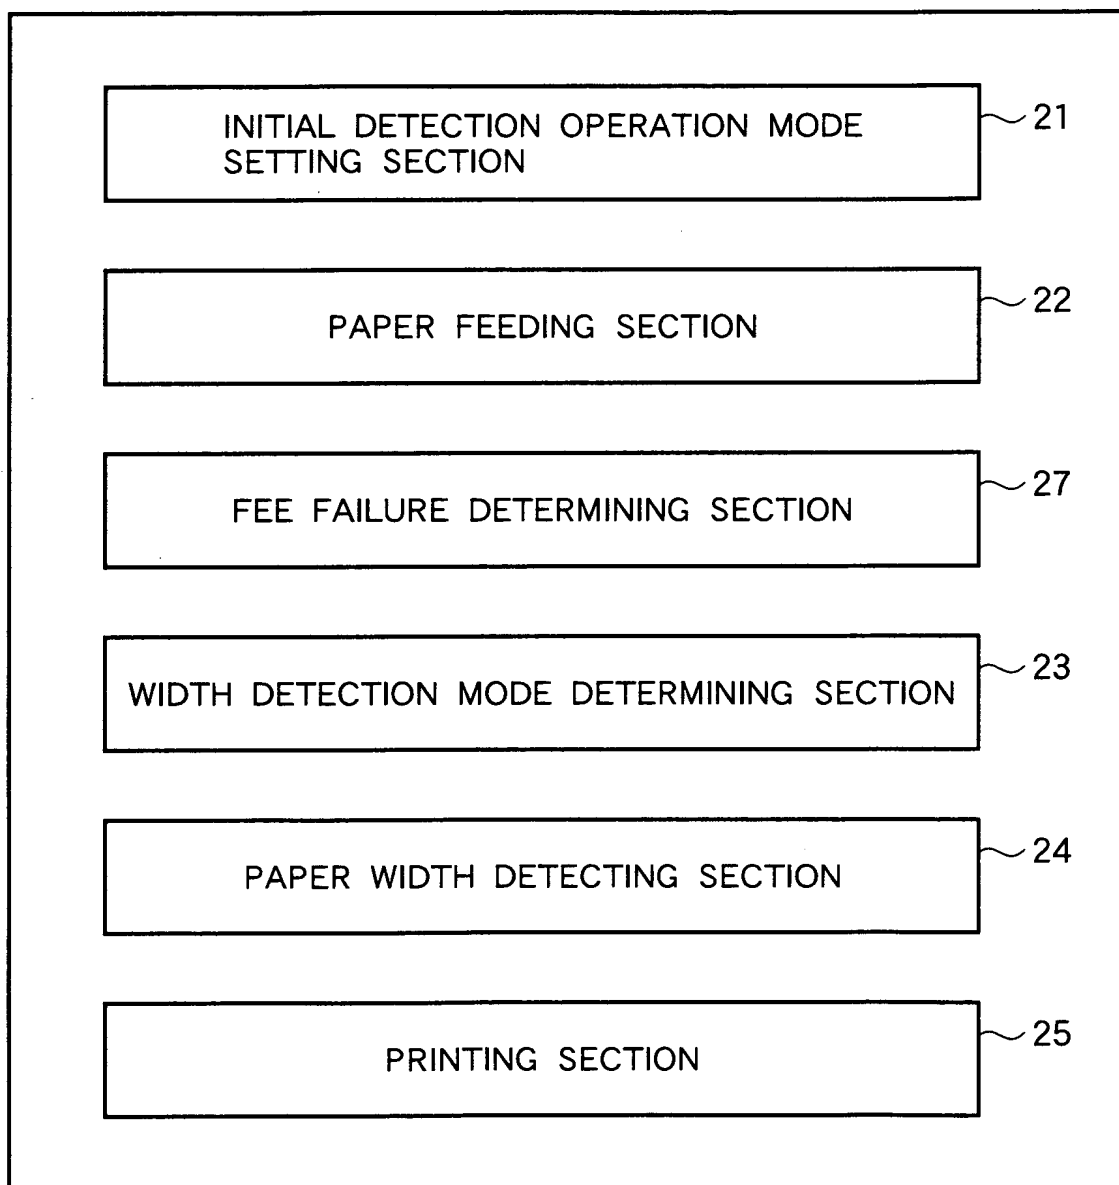 INITIAL DETECTION OPERATION MODE
SETTING SECTION
21
PAPER FEEDING SECTION
22
FEE FAILURE DETERMINING SECTION
27
WIDTH DETECTION MODE DETERMINING SECTION
23
PAPER WIDTH DETECTING SECTION
24
PRINTING SECTION
25